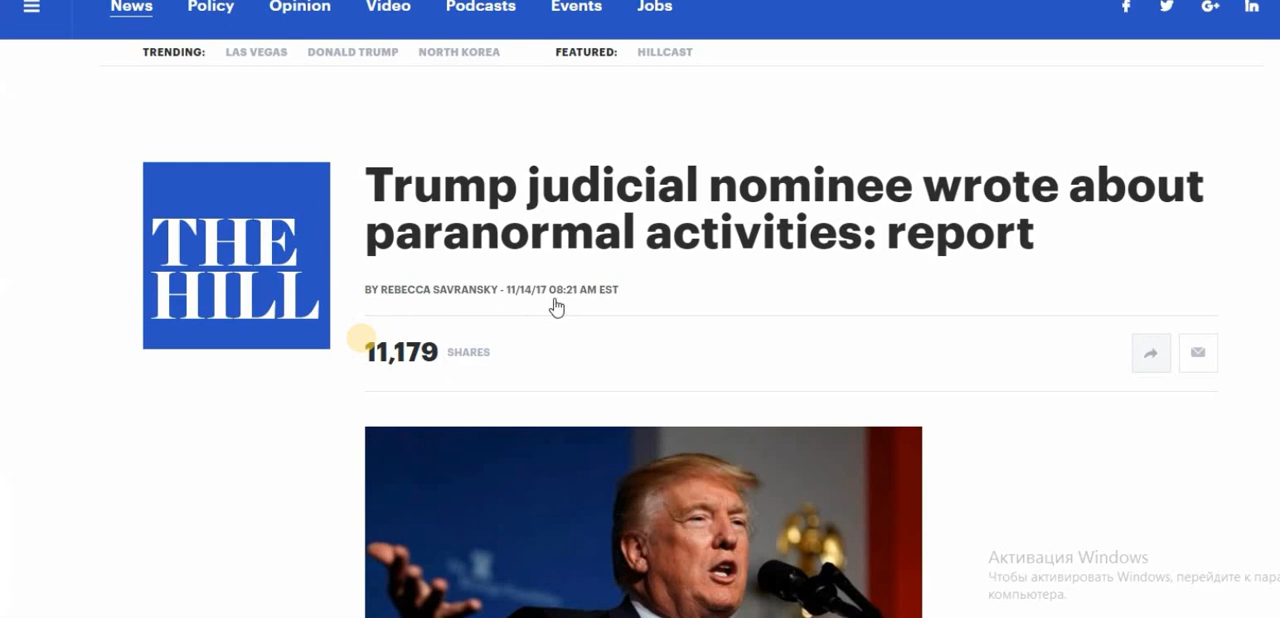 News Policy Opinion Video Podcasts Events Jobs
TRENDING: LAS VEGAS DONALD TRUMP NORTH KOREA FEATURED: HILLCAST
THE
HILL
Trump judicial nominee wrote about
paranormal activities: report
BY REBECCA SAVRANSKY - 11/14/17 08:21 AM EST
11,179 SHARES
Активация Windows
Чтобы активировать Windows, перейдите к пара
компьютера.